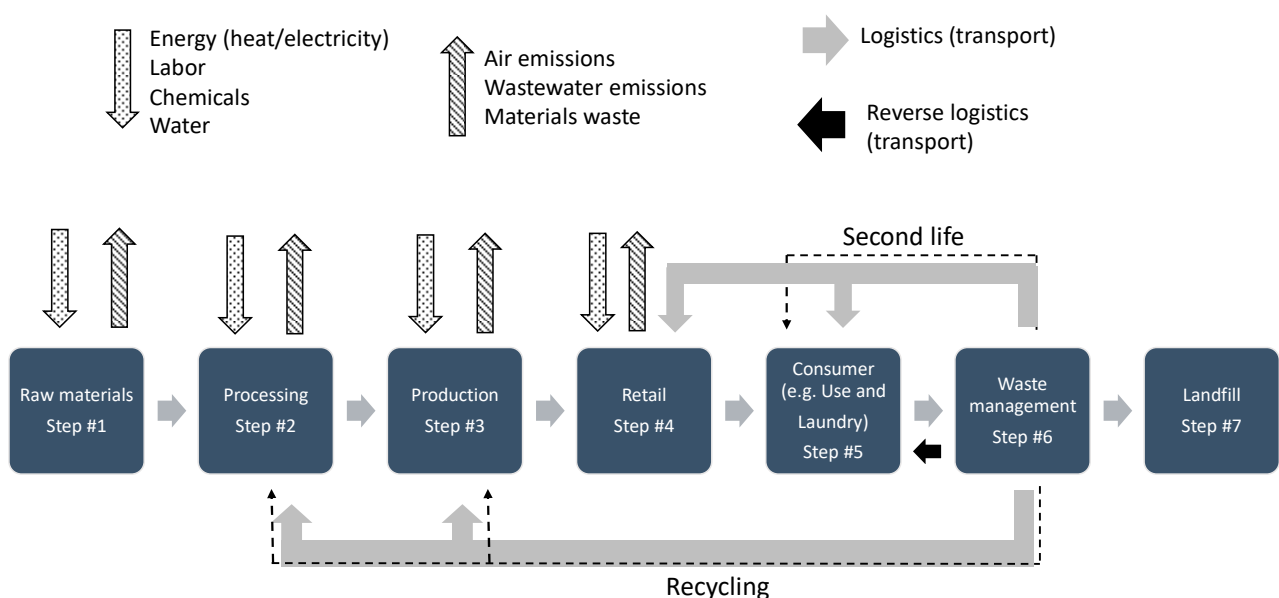 Energy (heat/electricity)
Labor
Chemicals
Water
Air emissions
Wastewater emissions
Materials waste
Logistics (transport)
Reverse logistics
(transport)
Second life
Raw materials
Step #1
Processing
Step #2
Production
Step #3
Retail
Step #4
Consumer
(e.g. Use and
Laundry)
Step #5
Waste
management
Step #6
Landfill
Step #7
Recycling